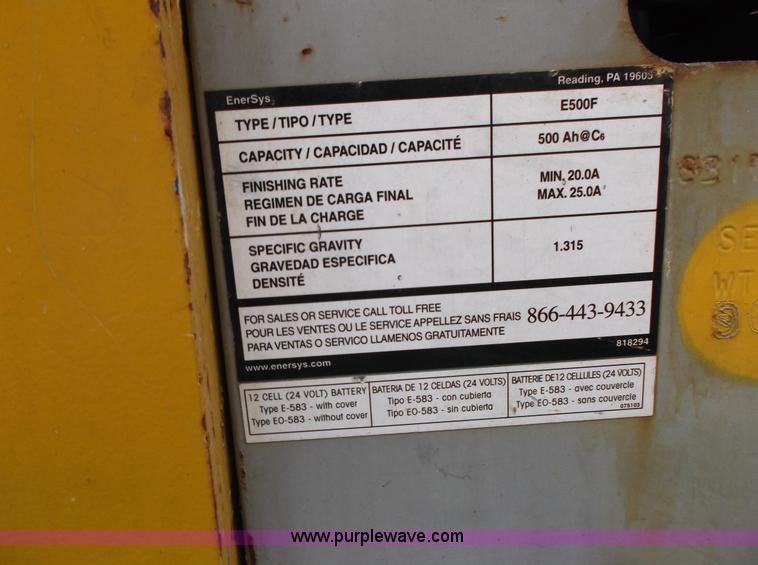 EnerSys
Reading, PA 19605
TYPE / TIPO / TYPE
E500F
CAPACITY / CAPACIDAD / CAPACITÉ
500 Ah@C6
FINISHING RATE
REGIMEN DE CARGA FINAL
FIN DE LA CHARGE
MIN. 20.0A
MAX. 25.0A
SPECIFIC GRAVITY
GRAVEDAD ESPECIFICA
DENSITÉ
1.315
FOR SALES OR SERVICE CALL TOLL FREE
POUR LES VENTES OU LE SERVICE APPELLEZ SANS FRAIS
PARA VENTAS O SERVICO LLAMENOS GRATUITAMENTE
866-443-9433
www.enersys.com
818294
12 CELL (24 VOLT) BATTERY
Type E-583 - with cover
Type EO-583 - without cover
BATERIA DE 12 CELDAS (24 VOLTS)
Tipo E-583 - con cubierta
Tipo EO-583 - sin cubierta
BATTERIE DE 12 CELLULES (24 VOLTS)
Type E-583 - avec couvercle
Type EO-583 - sans couvercle
075103
SE
WT
www.purplewave.com